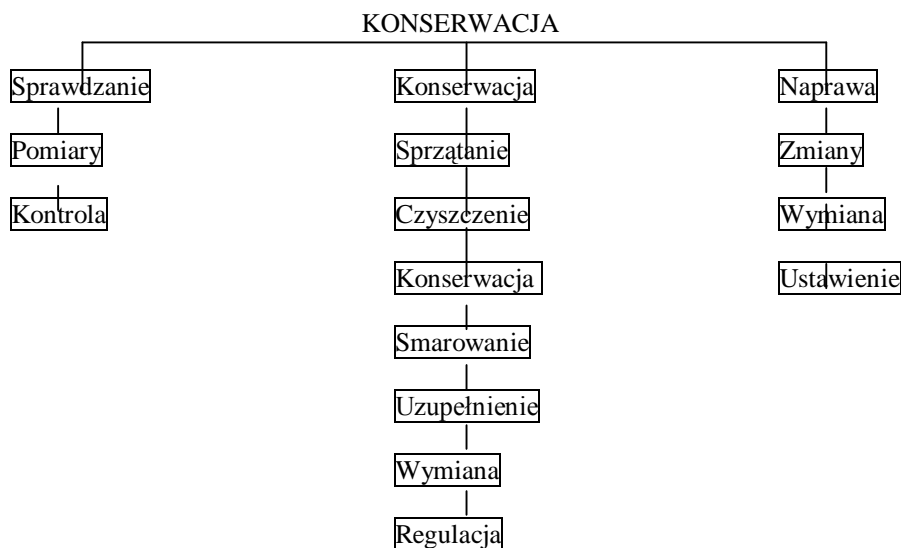 KONSERWACJA
Sprawdzanie
Konserwacja
Naprawa
Pomiary
Sprzątanie
Zmiany
Kontrola
Czyszczenie
Wymiana
Konserwacja
Ustawienie
Smarowanie
Uzupełnienie
Wymiana
Regulacja